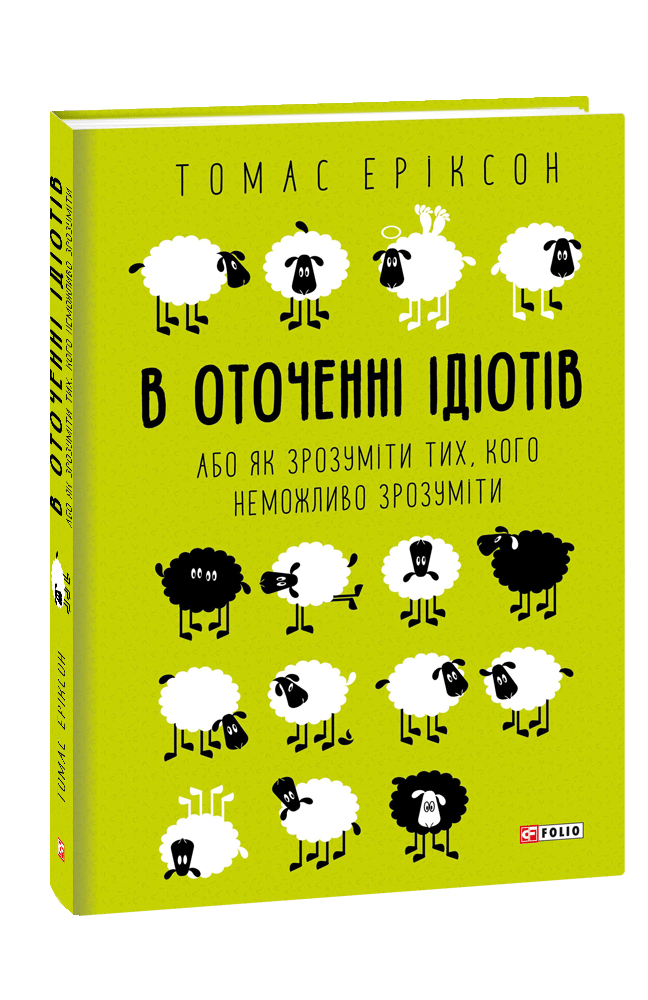 ТОМАС ЕРІКСОН
В ОТОЧЕННІ ІДІОТІВ
АБО ЯК ЗРОЗУМІТИ ТИХ, КОГО
НЕМОЖЛИВО ЗРОЗУМІТИ
FOLIO
В ОТОЧЕННІ ІДІОТІВ
АБО ЯК ЗРОЗУМІТИ ТИХ, КОГО НЕМОЖЛИВО ЗРОЗУМІТИ
ТОМАС ЕРІКСОН